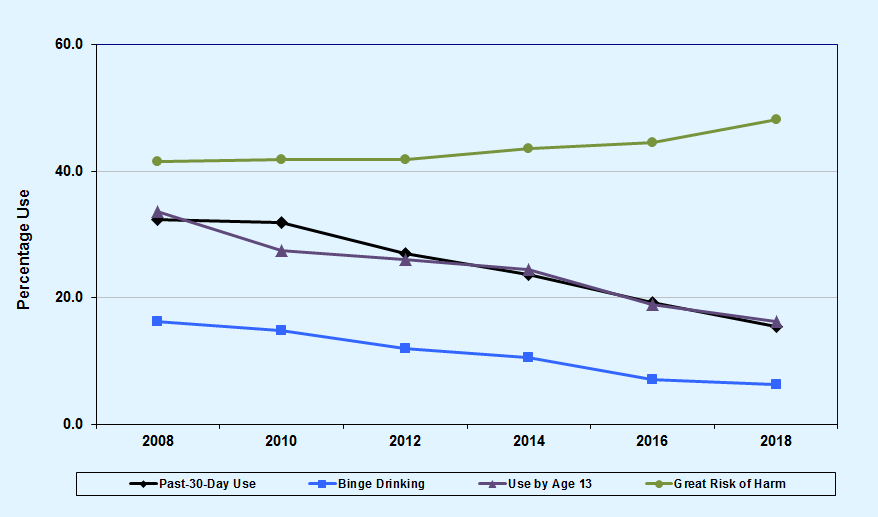 60.0
40.0
20.0
0.0
Percentage Use
2008 2010 2012 2014 2016 2018
Past-30-Day Use Binge Drinking Use by Age 13 Great Risk of Harm